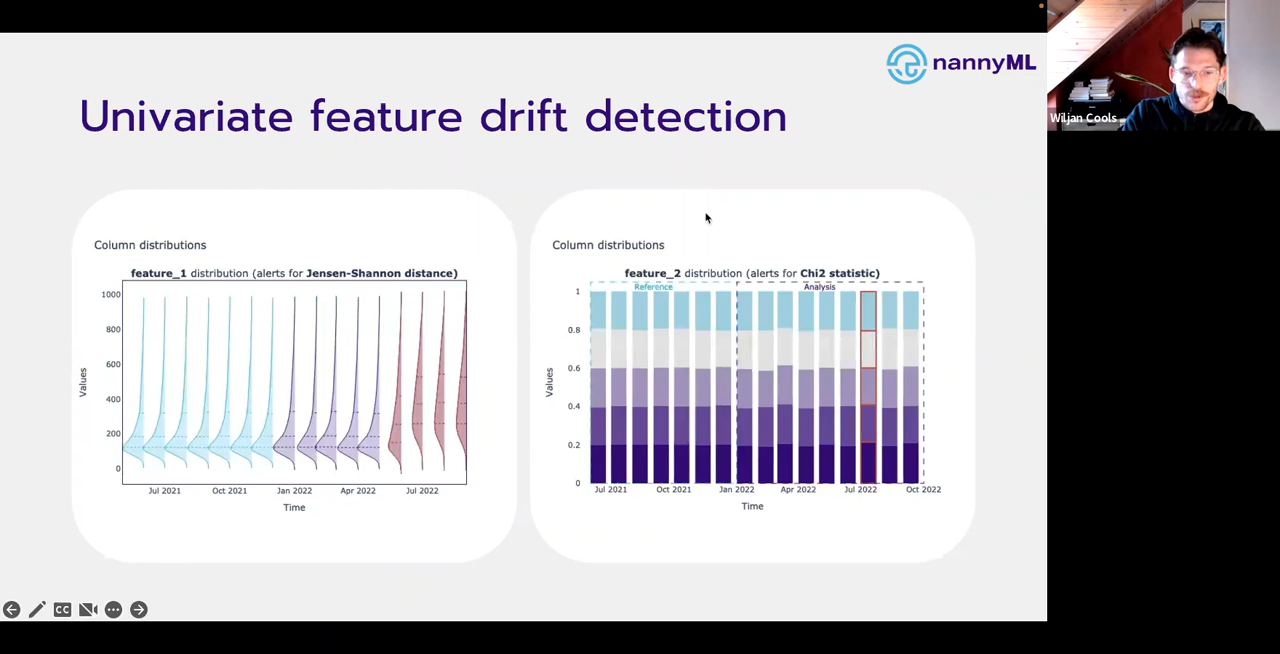 nannyML
Univariate feature drift detection
Wiljan Cools
Column distributions
feature_1 distribution (alerts for Jensen-Shannon distance)
1000
800
600
400
200
0
Values
Jul 2021
Oct 2021
Jan 2022
Apr 2022
Jul 2022
Time
Column distributions
feature_2 distribution (alerts for Chi2 statistic)
Reference
Analysis
1
0.8
0.6
0.4
0.2
0
Values
Jul 2021
Oct 2021
Jan 2022
Apr 2022
Jul 2022
Oct 2022
Time
CC